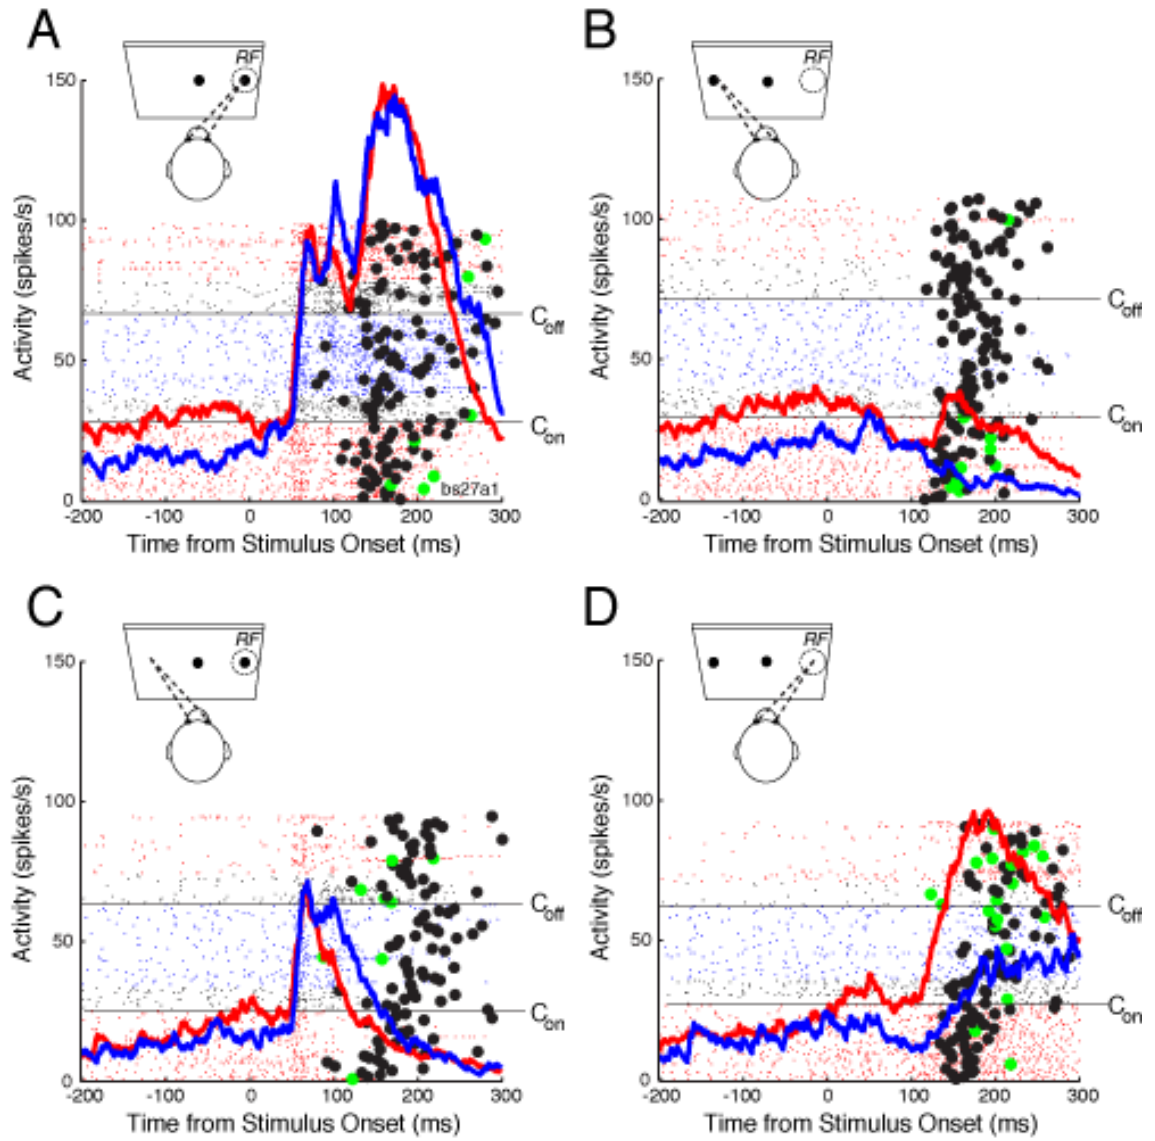 A
RF
150
100
50
0
Activity (spikes/s)
Coff
Con
bs27a1
-200 -100 0 100 200 300
Time from Stimulus Onset (ms)
B
RF
150
100
50
0
Activity (spikes/s)
Coff
Con
-200 -100 0 100 200 300
Time from Stimulus Onset (ms)
C
RF
150
100
50
0
Activity (spikes/s)
Coff
Con
-200 -100 0 100 200 300
Time from Stimulus Onset (ms)
D
RF
150
100
50
0
Activity (spikes/s)
Coff
Con
-200 -100 0 100 200 300
Time from Stimulus Onset (ms)